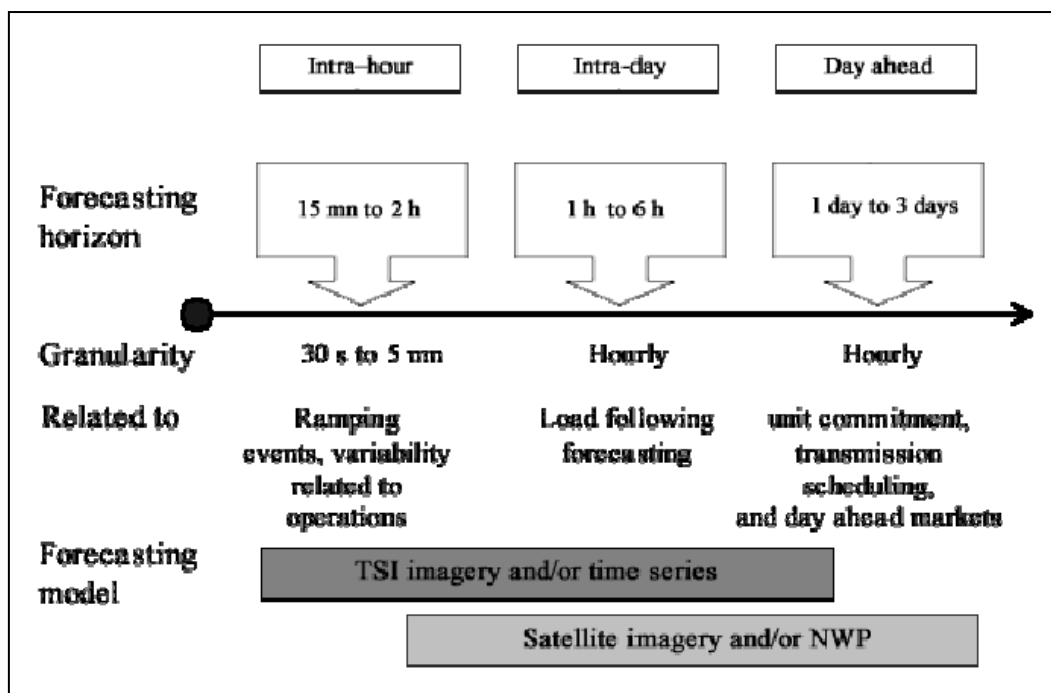 Intra-hour Intra-day Day ahead
Forecasting
horizon
15 mn to 2 h 1 h to 6 h 1 day to 3 days
Granularity 30 s to 5 mn Hourly Hourly
Related to Ramping Load following unit commitment,
events, variability forecasting transmission
related to scheduling,
operations and day ahead markets
Forecasting
model
TSI imagery and/or time series
Satellite imagery and/or NWP